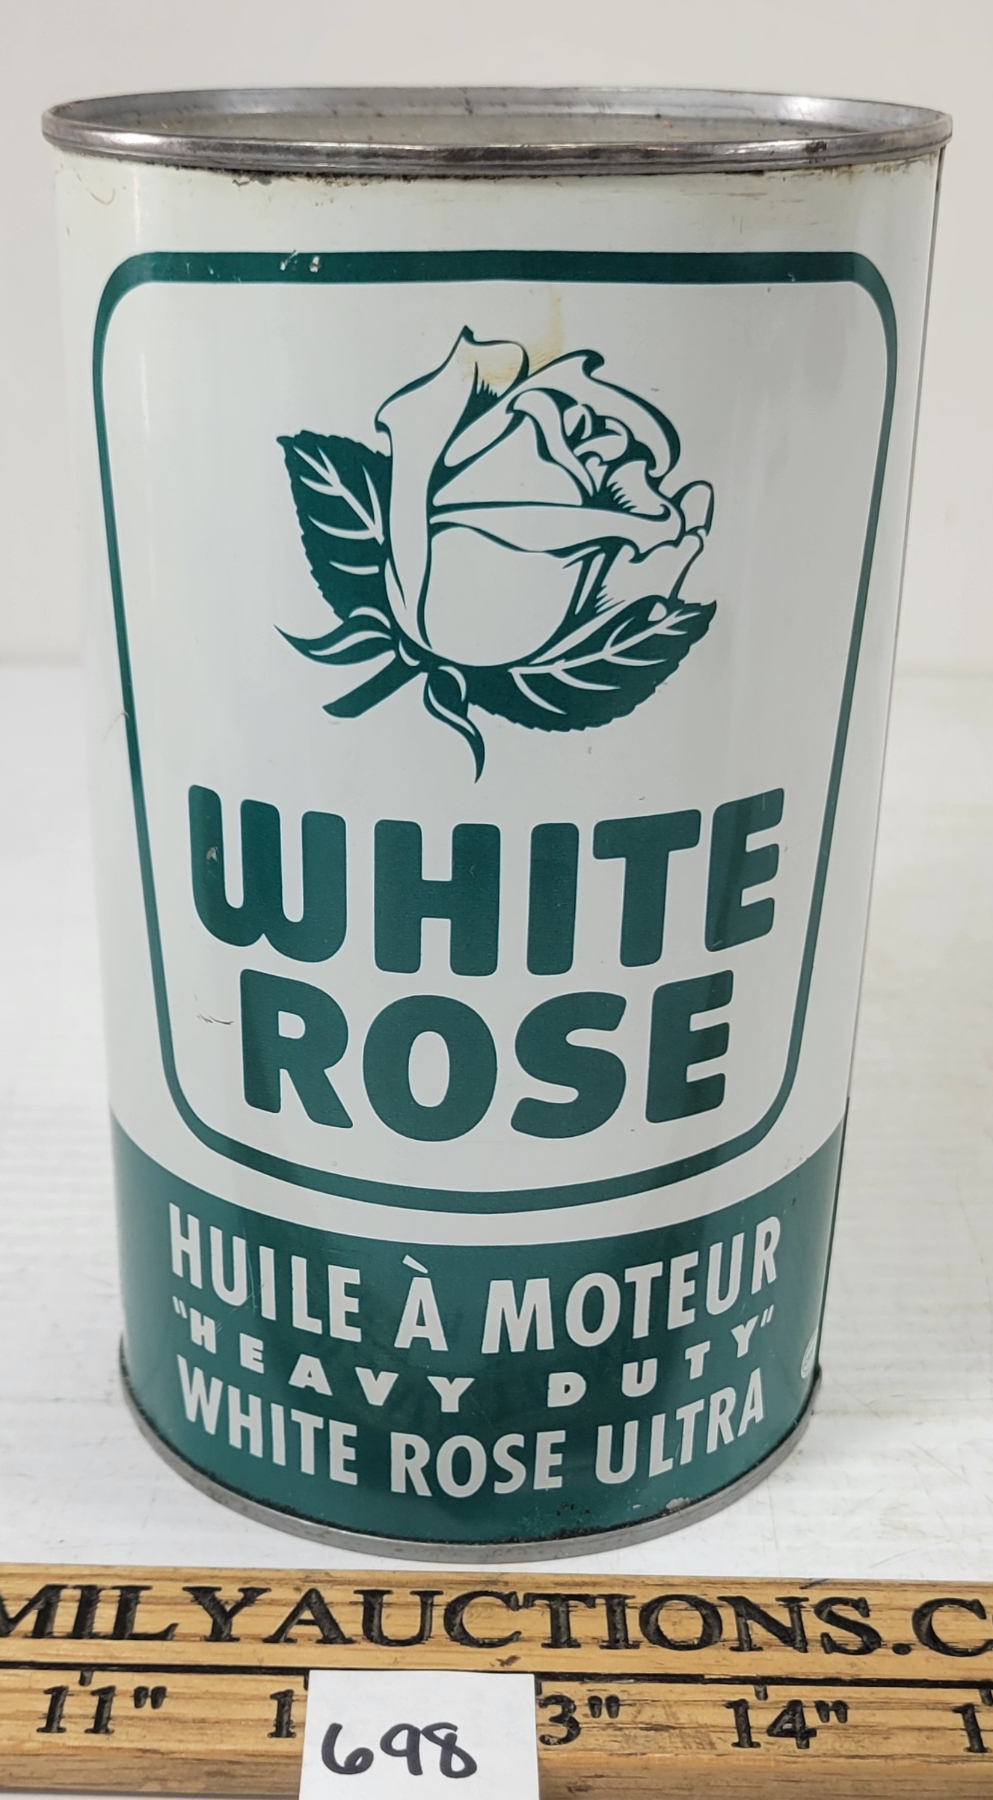 WHITE
ROSE
HUILE À MOTEUR
"HEAVY DUTY"
WHITE ROSE ULTRA
MILYAUCTIONS.C
11" 1 3" 14" 1
698